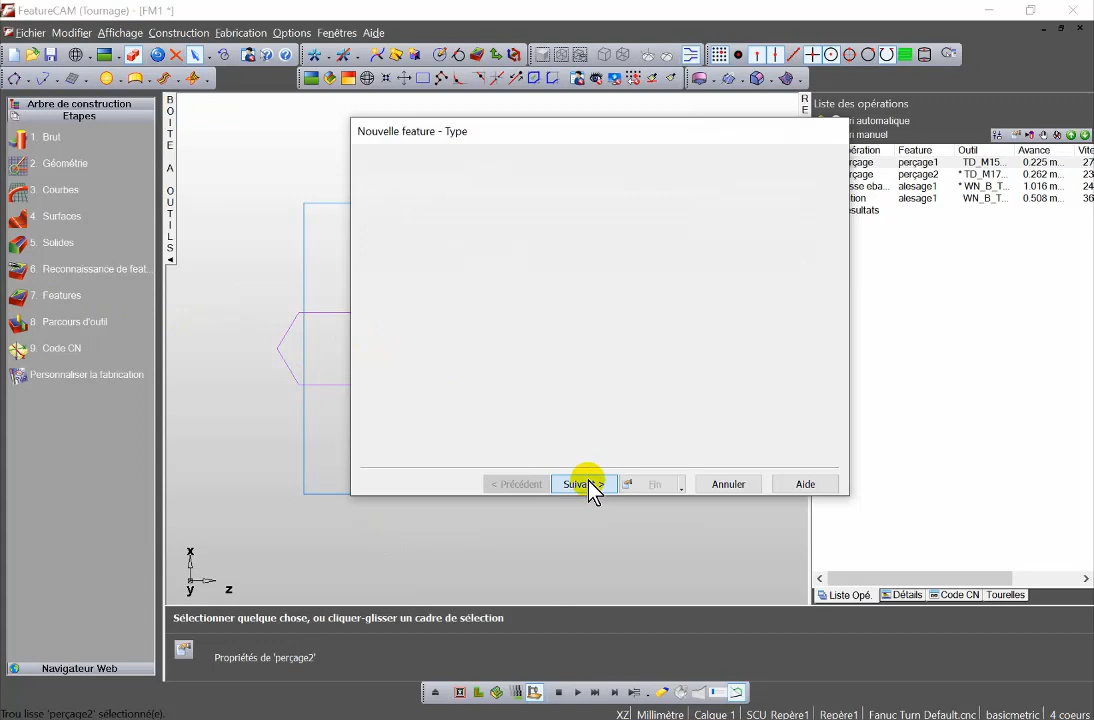 FeatureCAM (Tournage) - [FM1 *]
Fichier Modifier Affichage Construction Fabrication Options Fenêtres Aide
Arbre de construction
Etapes
1. Brut
2. Géométrie
3. Courbes
4. Surfaces
5. Solides
6. Reconnaissance de feat...
7. Features
8. Parcours d'outil
9. Code CN
Personnaliser la fabrication
Navigateur Web
BOITE A OUTILS
RE
Nouvelle feature - Type
< Précédent
Suivant >
Fin
Annuler
Aide
Liste des opérations
ri automatique
n manuel
ération Feature Outil Avance Vite
rçage perçage1 TD_M15... 0.225 m... 27
rçage perçage2 * TD_M17... 0.262 m... 23
sse eba... alesage1 * WN_B_T... 1.016 m... 24
tion alesage1 WN_B_T... 0.508 m... 36
ésultats
Liste Opé. Détails Code CN Tourelles
x
y
z
Sélectionner quelque chose, ou cliquer-glisser un cadre de sélection
Propriétés de 'perçage2'
Trou lisse 'perçage2' sélectionné(e).
XZ Millimètre Calque 1 SCU Repère1 Repère1 Fanuc Turn Default.cnc basicmetric 4 coeurs